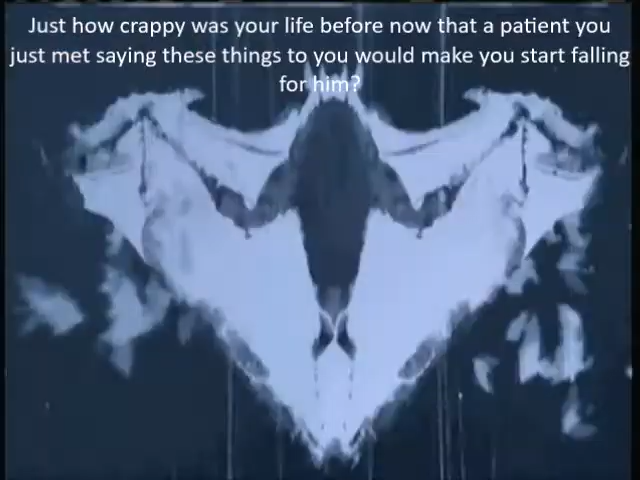 Just how crappy was your life before now that a patient you
just met saying these things to you would make you start falling
for him?